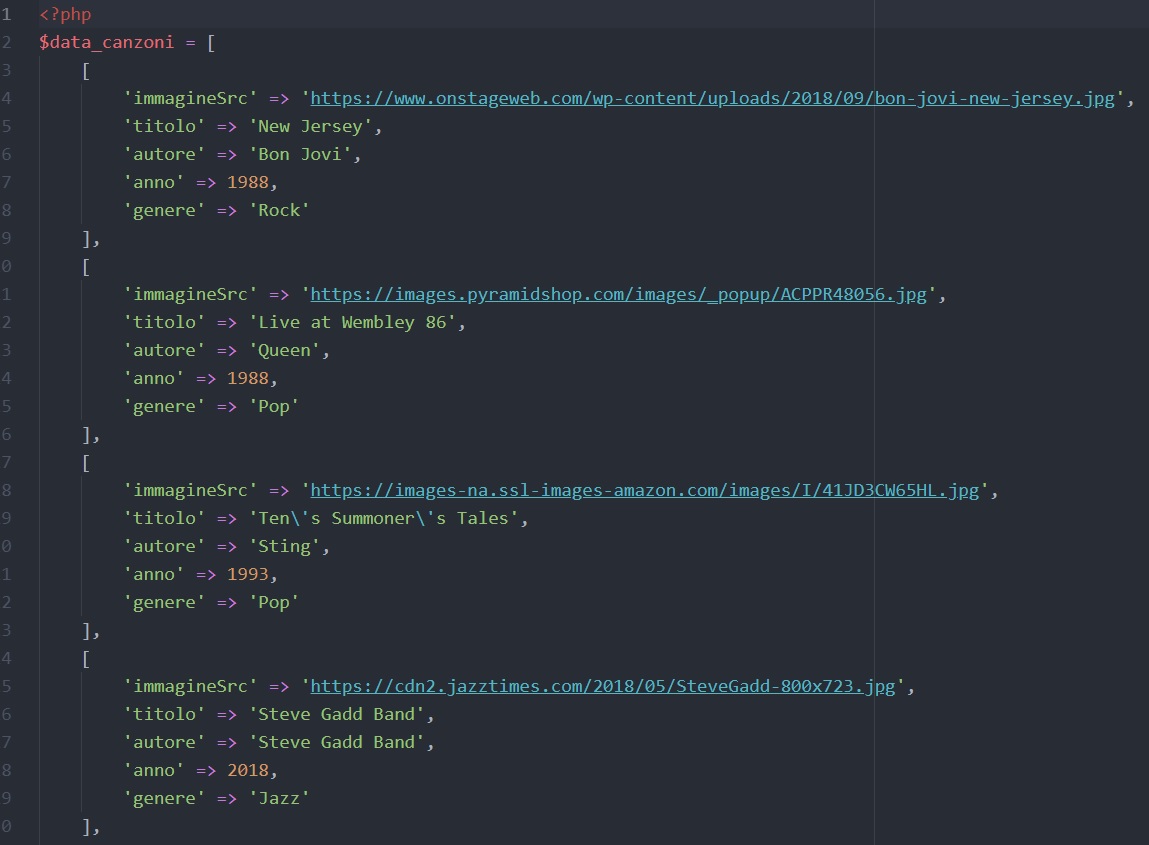 1 <?php
2 $data_canzoni = [
3 [
4 'immagineSrc' => 'https://www.onstageweb.com/wp-content/uploads/2018/09/bon-jovi-new-jersey.jpg',
5 'titolo' => 'New Jersey',
6 'autore' => 'Bon Jovi',
7 'anno' => 1988,
8 'genere' => 'Rock'
9 ],
0 [
1 'immagineSrc' => 'https://images.pyramidshop.com/images/_popup/ACPPR48056.jpg',
2 'titolo' => 'Live at Wembley 86',
3 'autore' => 'Queen',
4 'anno' => 1988,
5 'genere' => 'Pop'
6 ],
7 [
8 'immagineSrc' => 'https://images-na.ssl-images-amazon.com/images/I/41JD3CW65HL.jpg',
9 'titolo' => 'Ten\'s Summoner\'s Tales',
0 'autore' => 'Sting',
1 'anno' => 1993,
2 'genere' => 'Pop'
3 ],
4 [
5 'immagineSrc' => 'https://cdn2.jazztimes.com/2018/05/SteveGadd-800x723.jpg',
6 'titolo' => 'Steve Gadd Band',
7 'autore' => 'Steve Gadd Band',
8 'anno' => 2018,
9 'genere' => 'Jazz'
0 ],